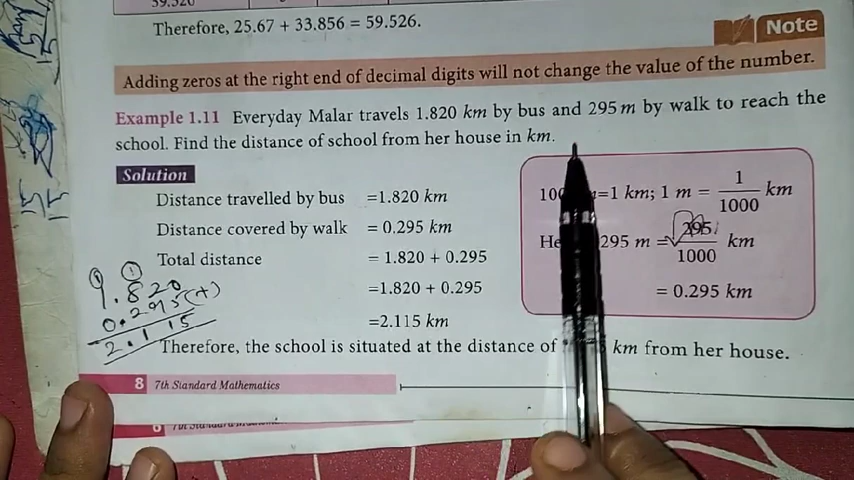 59.526
Therefore, 25.67 + 33.856 = 59.526.
Note
Adding zeros at the right end of decimal digits will not change the value of the number.
Example 1.11 Everyday Malar travels 1.820 km by bus and 295 m by walk to reach the
school. Find the distance of school from her house in km.
Solution
Distance travelled by bus =1.820 km
Distance covered by walk = 0.295 km
Total distance = 1.820 + 0.295
=1.820 + 0.295
=2.115 km
=1 km; 1 m = 1/1000 km
295 m = 295/1000 km
= 0.295 km
1 1
1.820
0.295(+)
2.115
Therefore, the school is situated at the distance of km from her house.
8 7th Standard Mathematics